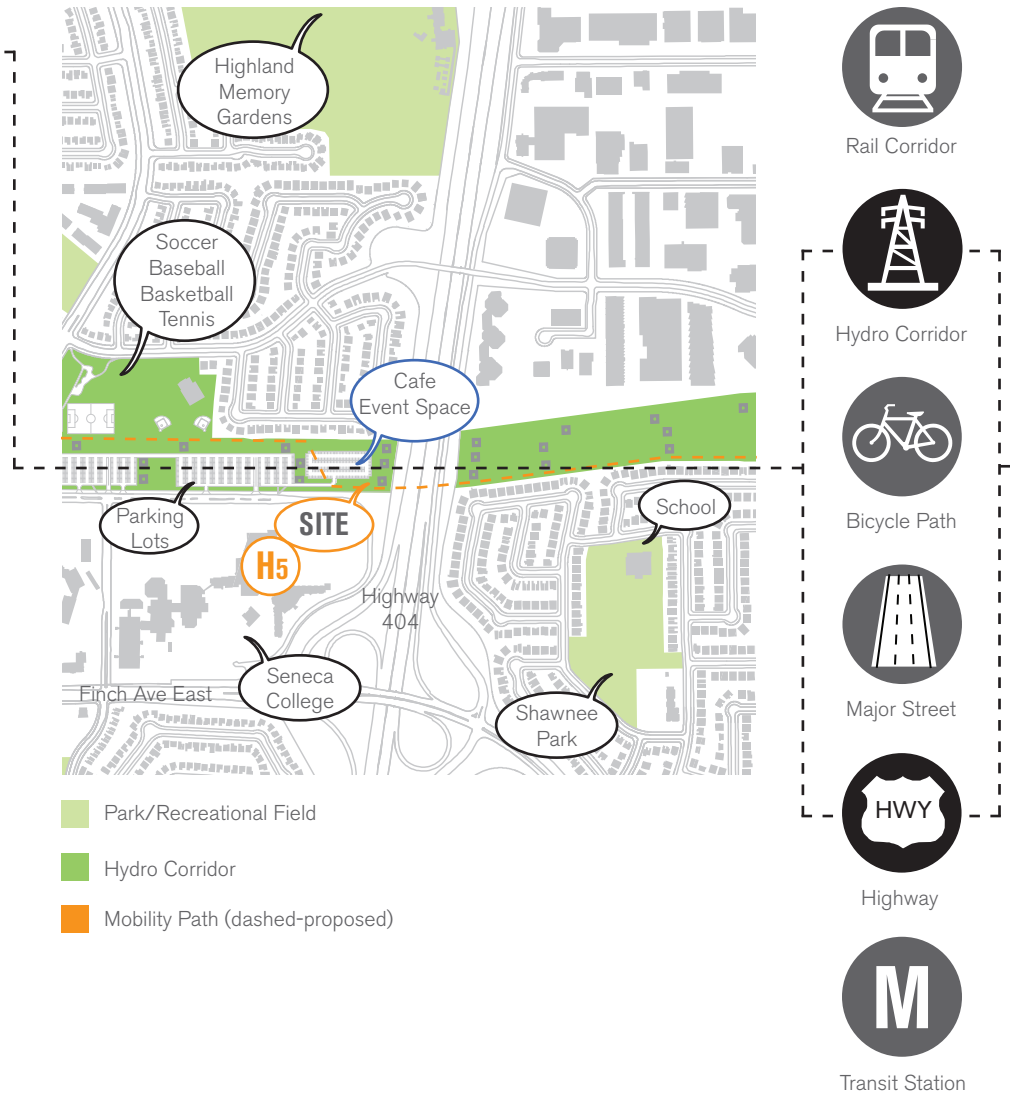 Highland
Memory
Gardens
Soccer
Baseball
Basketball
Tennis
Cafe
Event Space
Parking
Lots
SITE
H5
School
Highway
404
Seneca
College
Finch Ave East
Shawnee
Park
Park/Recreational Field
Hydro Corridor
Mobility Path (dashed-proposed)
Rail Corridor
Hydro Corridor
Bicycle Path
Major Street
HWY
Highway
M
Transit Station